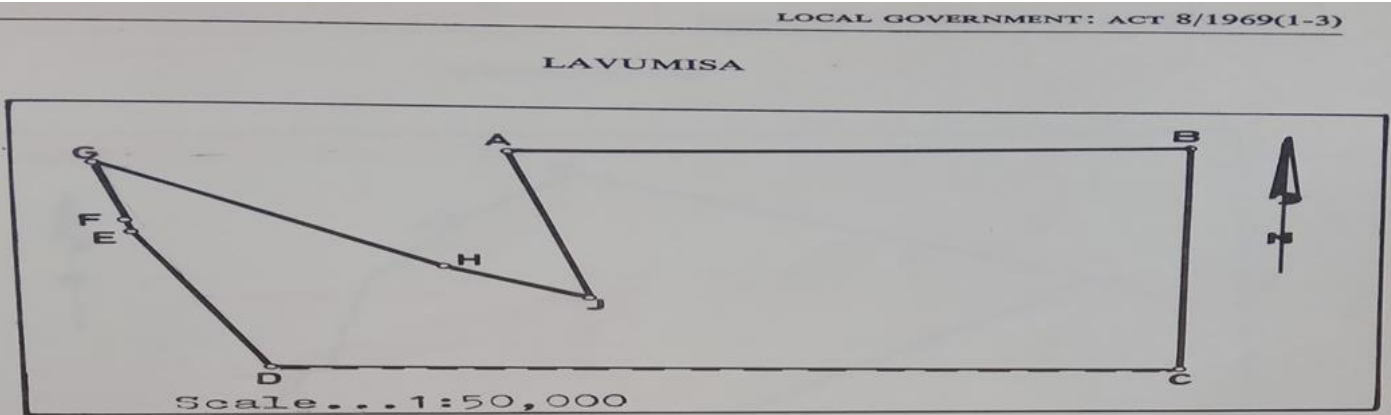 LOCAL GOVERNMENT: ACT 8/1969(1-3)
LAVUMISA
A
B
G
F
E
H
N
J
D
C
Scale...1:50,000